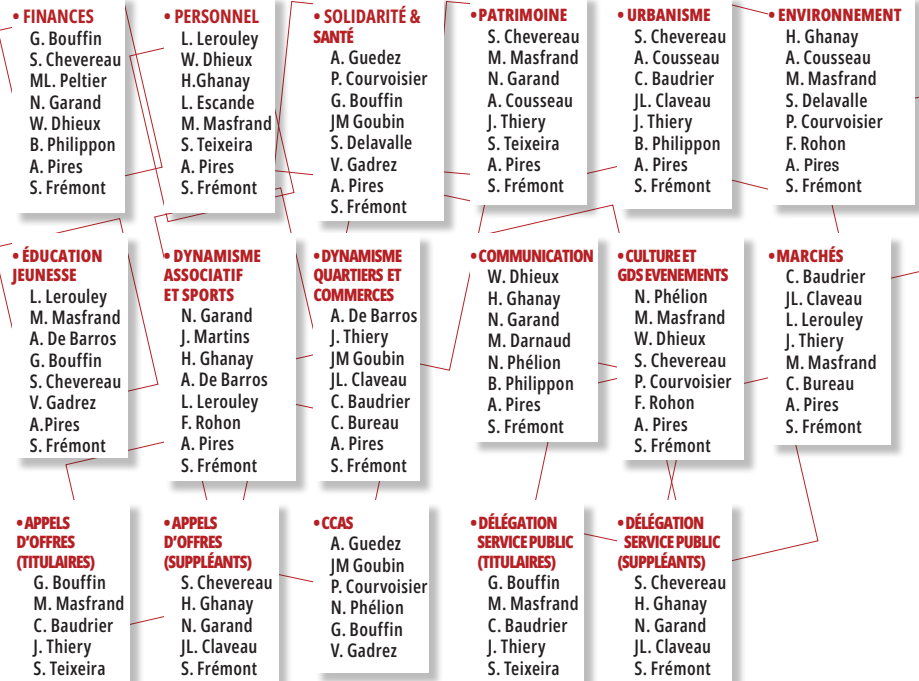 • FINANCES
G. Bouffin
S. Chevereau
ML. Peltier
N. Garand
W. Dhieux
B. Philippon
A. Pires
S. Frémont
• PERSONNEL
L. Lerouley
W. Dhieux
H.Ghanay
L. Escande
M. Masfrand
S. Teixeira
A. Pires
S. Frémont
• SOLIDARITÉ &
SANTÉ
A. Guedez
P. Courvoisier
G. Bouffin
JM Goubin
S. Delavalle
V. Gadrez
A. Pires
S. Frémont
• PATRIMOINE
S. Chevereau
M. Masfrand
N. Garand
A. Cousseau
J. Thiery
S. Teixeira
A. Pires
S. Frémont
• URBANISME
S. Chevereau
A. Cousseau
C. Baudrier
JL. Claveau
J. Thiery
B. Philippon
A. Pires
S. Frémont
• ENVIRONNEMENT
H. Ghanay
A. Cousseau
M. Masfrand
S. Delavalle
P. Courvoisier
F. Rohon
A. Pires
S. Frémont
• ÉDUCATION
JEUNESSE
L. Lerouley
M. Masfrand
A. De Barros
G. Bouffin
S. Chevereau
V. Gadrez
A.Pires
S. Frémont
• DYNAMISME
ASSOCIATIF
ET SPORTS
N. Garand
J. Martins
H. Ghanay
A. De Barros
L. Lerouley
F. Rohon
A. Pires
S. Frémont
• DYNAMISME
QUARTIERS ET
COMMERCES
A. De Barros
J. Thiery
JM Goubin
JL. Claveau
C. Baudrier
C. Bureau
A. Pires
S. Frémont
• COMMUNICATION
W. Dhieux
H. Ghanay
N. Garand
M. Darnaud
N. Phélion
B. Philippon
A. Pires
S. Frémont
• CULTURE ET
GDS EVENEMENTS
N. Phélion
M. Masfrand
W. Dhieux
S. Chevereau
P. Courvoisier
F. Rohon
A. Pires
S. Frémont
• MARCHÉS
C. Baudrier
JL. Claveau
L. Lerouley
J. Thiery
M. Masfrand
C. Bureau
A. Pires
S. Frémont
• APPELS
D'OFFRES
(TITULAIRES)
G. Bouffin
M. Masfrand
C. Baudrier
J. Thiery
S. Teixeira
• APPELS
D'OFFRES
(SUPPLÉANTS)
S. Chevereau
H. Ghanay
N. Garand
JL. Claveau
S. Frémont
• CCAS
A. Guedez
JM Goubin
P. Courvoisier
N. Phélion
G. Bouffin
V. Gadrez
• DÉLÉGATION
SERVICE PUBLIC
(TITULAIRES)
G. Bouffin
M. Masfrand
C. Baudrier
J. Thiery
S. Teixeira
• DÉLÉGATION
SERVICE PUBLIC
(SUPPLÉANTS)
S. Chevereau
H. Ghanay
N. Garand
JL. Claveau
S. Frémont